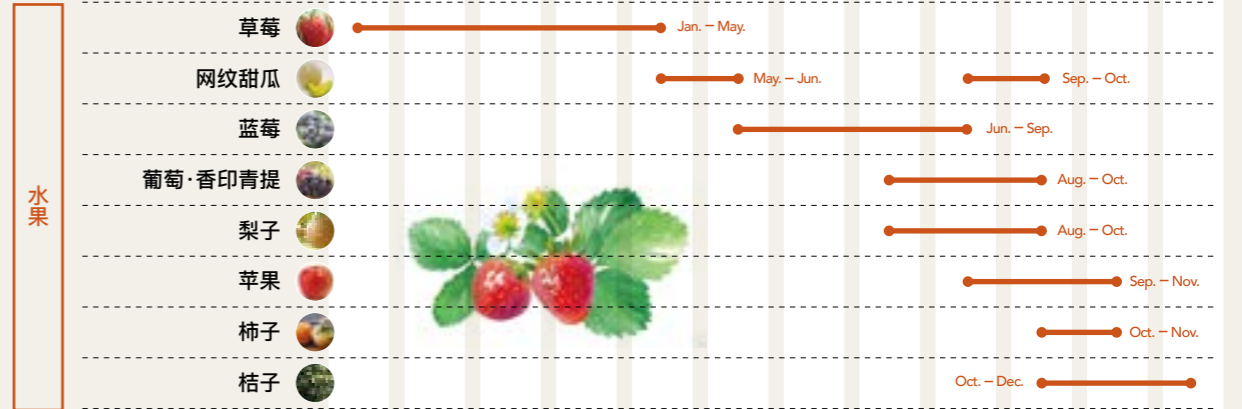 水果
草莓 Jan. – May.
网纹甜瓜 May. – Jun. Sep. – Oct.
蓝莓 Jun. – Sep.
葡萄·香印青提 Aug. – Oct.
梨子 Aug. – Oct.
苹果 Sep. – Nov.
柿子 Oct. – Nov.
桔子 Oct. – Dec.